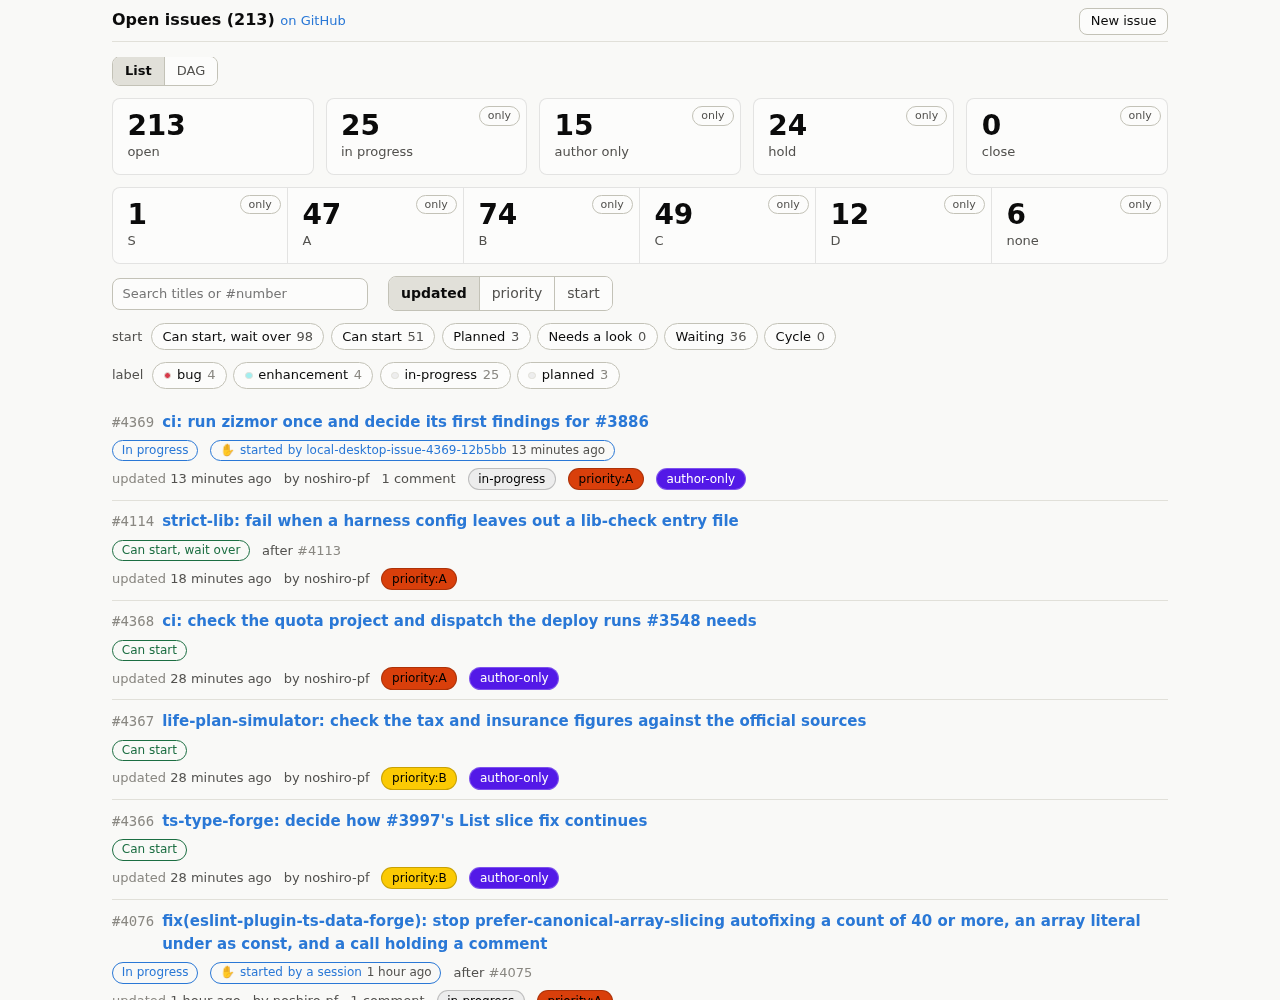 Open issues (213) on GitHub
New issue
List DAG
213
open
25
in progress
only
15
author only
only
24
hold
only
0
close
only
1
S
only
47
A
only
74
B
only
49
C
only
12
D
only
6
none
only
Search titles or #number
updated priority start
start Can start, wait over 98 Can start 51 Planned 3 Needs a look 0 Waiting 36 Cycle 0
label bug 4 enhancement 4 in-progress 25 planned 3
#4369 ci: run zizmor once and decide its first findings for #3886
In progress ✋ started by local-desktop-issue-4369-12b5bb 13 minutes ago
updated 13 minutes ago by noshiro-pf 1 comment in-progress priority:A author-only
#4114 strict-lib: fail when a harness config leaves out a lib-check entry file
Can start, wait over after #4113
updated 18 minutes ago by noshiro-pf priority:A
#4368 ci: check the quota project and dispatch the deploy runs #3548 needs
Can start
updated 28 minutes ago by noshiro-pf priority:A author-only
#4367 life-plan-simulator: check the tax and insurance figures against the official sources
Can start
updated 28 minutes ago by noshiro-pf priority:B author-only
#4366 ts-type-forge: decide how #3997's List slice fix continues
Can start
updated 28 minutes ago by noshiro-pf priority:B author-only
#4076 fix(eslint-plugin-ts-data-forge): stop prefer-canonical-array-slicing autofixing a count of 40 or more, an array literal
under as const, and a call holding a comment
In progress ✋ started by a session 1 hour ago after #4075
updated 1 hour ago by noshiro-pf 1 comment in-progress priority:A